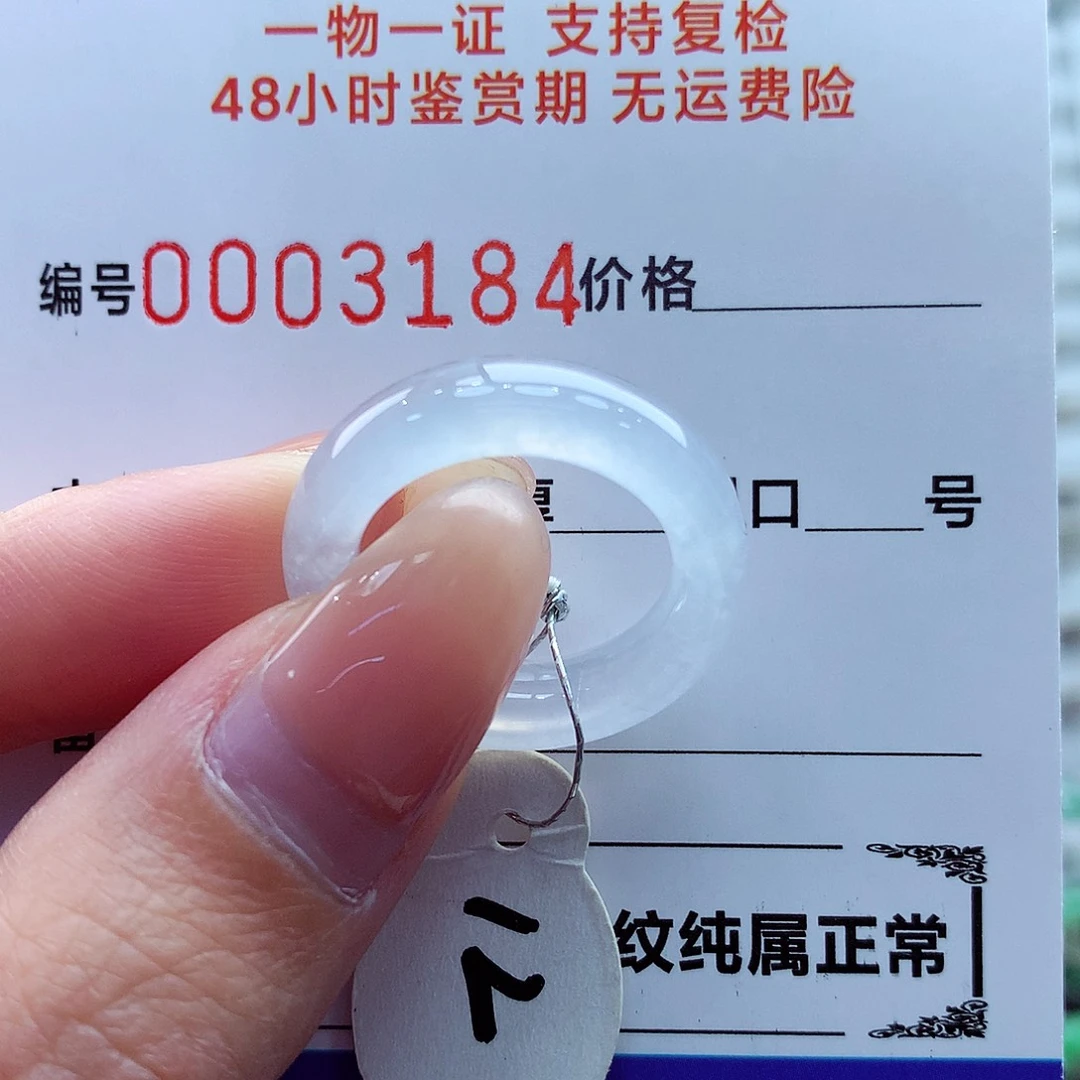 一物一证 支持复检
48小时鉴赏期 无运费险
编号0003184价格
口 号
纹纯属正常